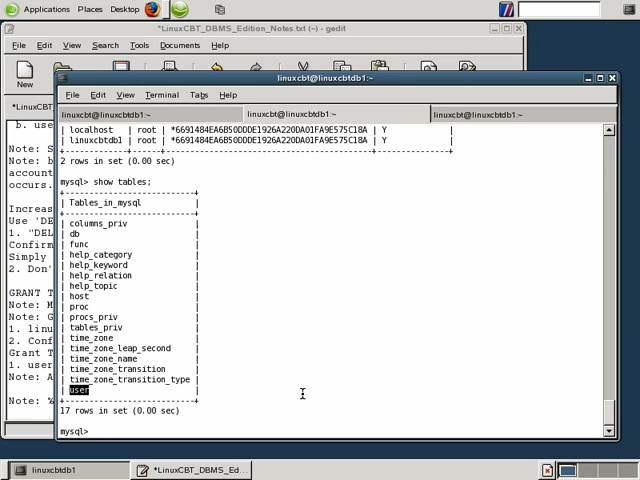 Applications Places Desktop
*LinuxCBT_DBMS_Edition_Notes.txt (~) - gedit
File Edit View Search Tools Documents Help
New
linuxcbt@linuxcbtdb1:~
File Edit View Terminal Tabs Help
*LinuxCBT_
linuxcbt@linuxcbtdb1:~ linuxcbt@linuxcbtdb1:~ linuxcbt@linuxcbtdb1:~
b. use
Note: S
Note: b
account
occurs.
Increas
Use 'DE
1. "DEL
Confirm
Simply
2. Don'
GRANT T
Note: M
Note: G
1. linu
2. Conf
Grant T
1. user
Note: A
Note: %
| localhost | root | *6691484EA6B50DDDE1926A220DA01FA9E575C18A | Y |
| linuxcbtdb1 | root | *6691484EA6B50DDDE1926A220DA01FA9E575C18A | Y |
2 rows in set (0.00 sec)
mysql> show tables;
| Tables_in_mysql |
| columns_priv |
| db |
| func |
| help_category |
| help_keyword |
| help_relation |
| help_topic |
| host |
| proc |
| procs_priv |
| tables_priv |
| time_zone |
| time_zone_leap_second |
| time_zone_name |
| time_zone_transition |
| time_zone_transition_type |
| user |
17 rows in set (0.00 sec)
mysql>
linuxcbtdb1 *LinuxCBT_DBMS_Ed...